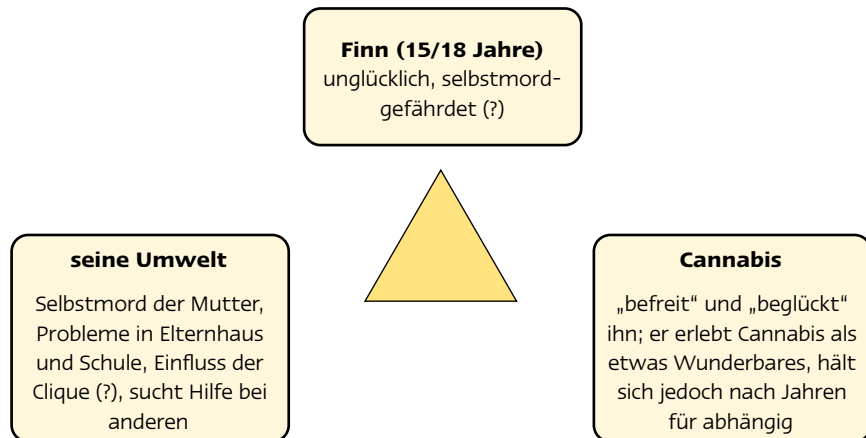 Finn (15/18 Jahre)
unglücklich, selbstmord-
gefährdet (?)
seine Umwelt
Selbstmord der Mutter,
Probleme in Elternhaus
und Schule, Einfluss der
Clique (?), sucht Hilfe bei
anderen
Cannabis
„befreit“ und „beglückt“
ihn; er erlebt Cannabis als
etwas Wunderbares, hält
sich jedoch nach Jahren
für abhängig